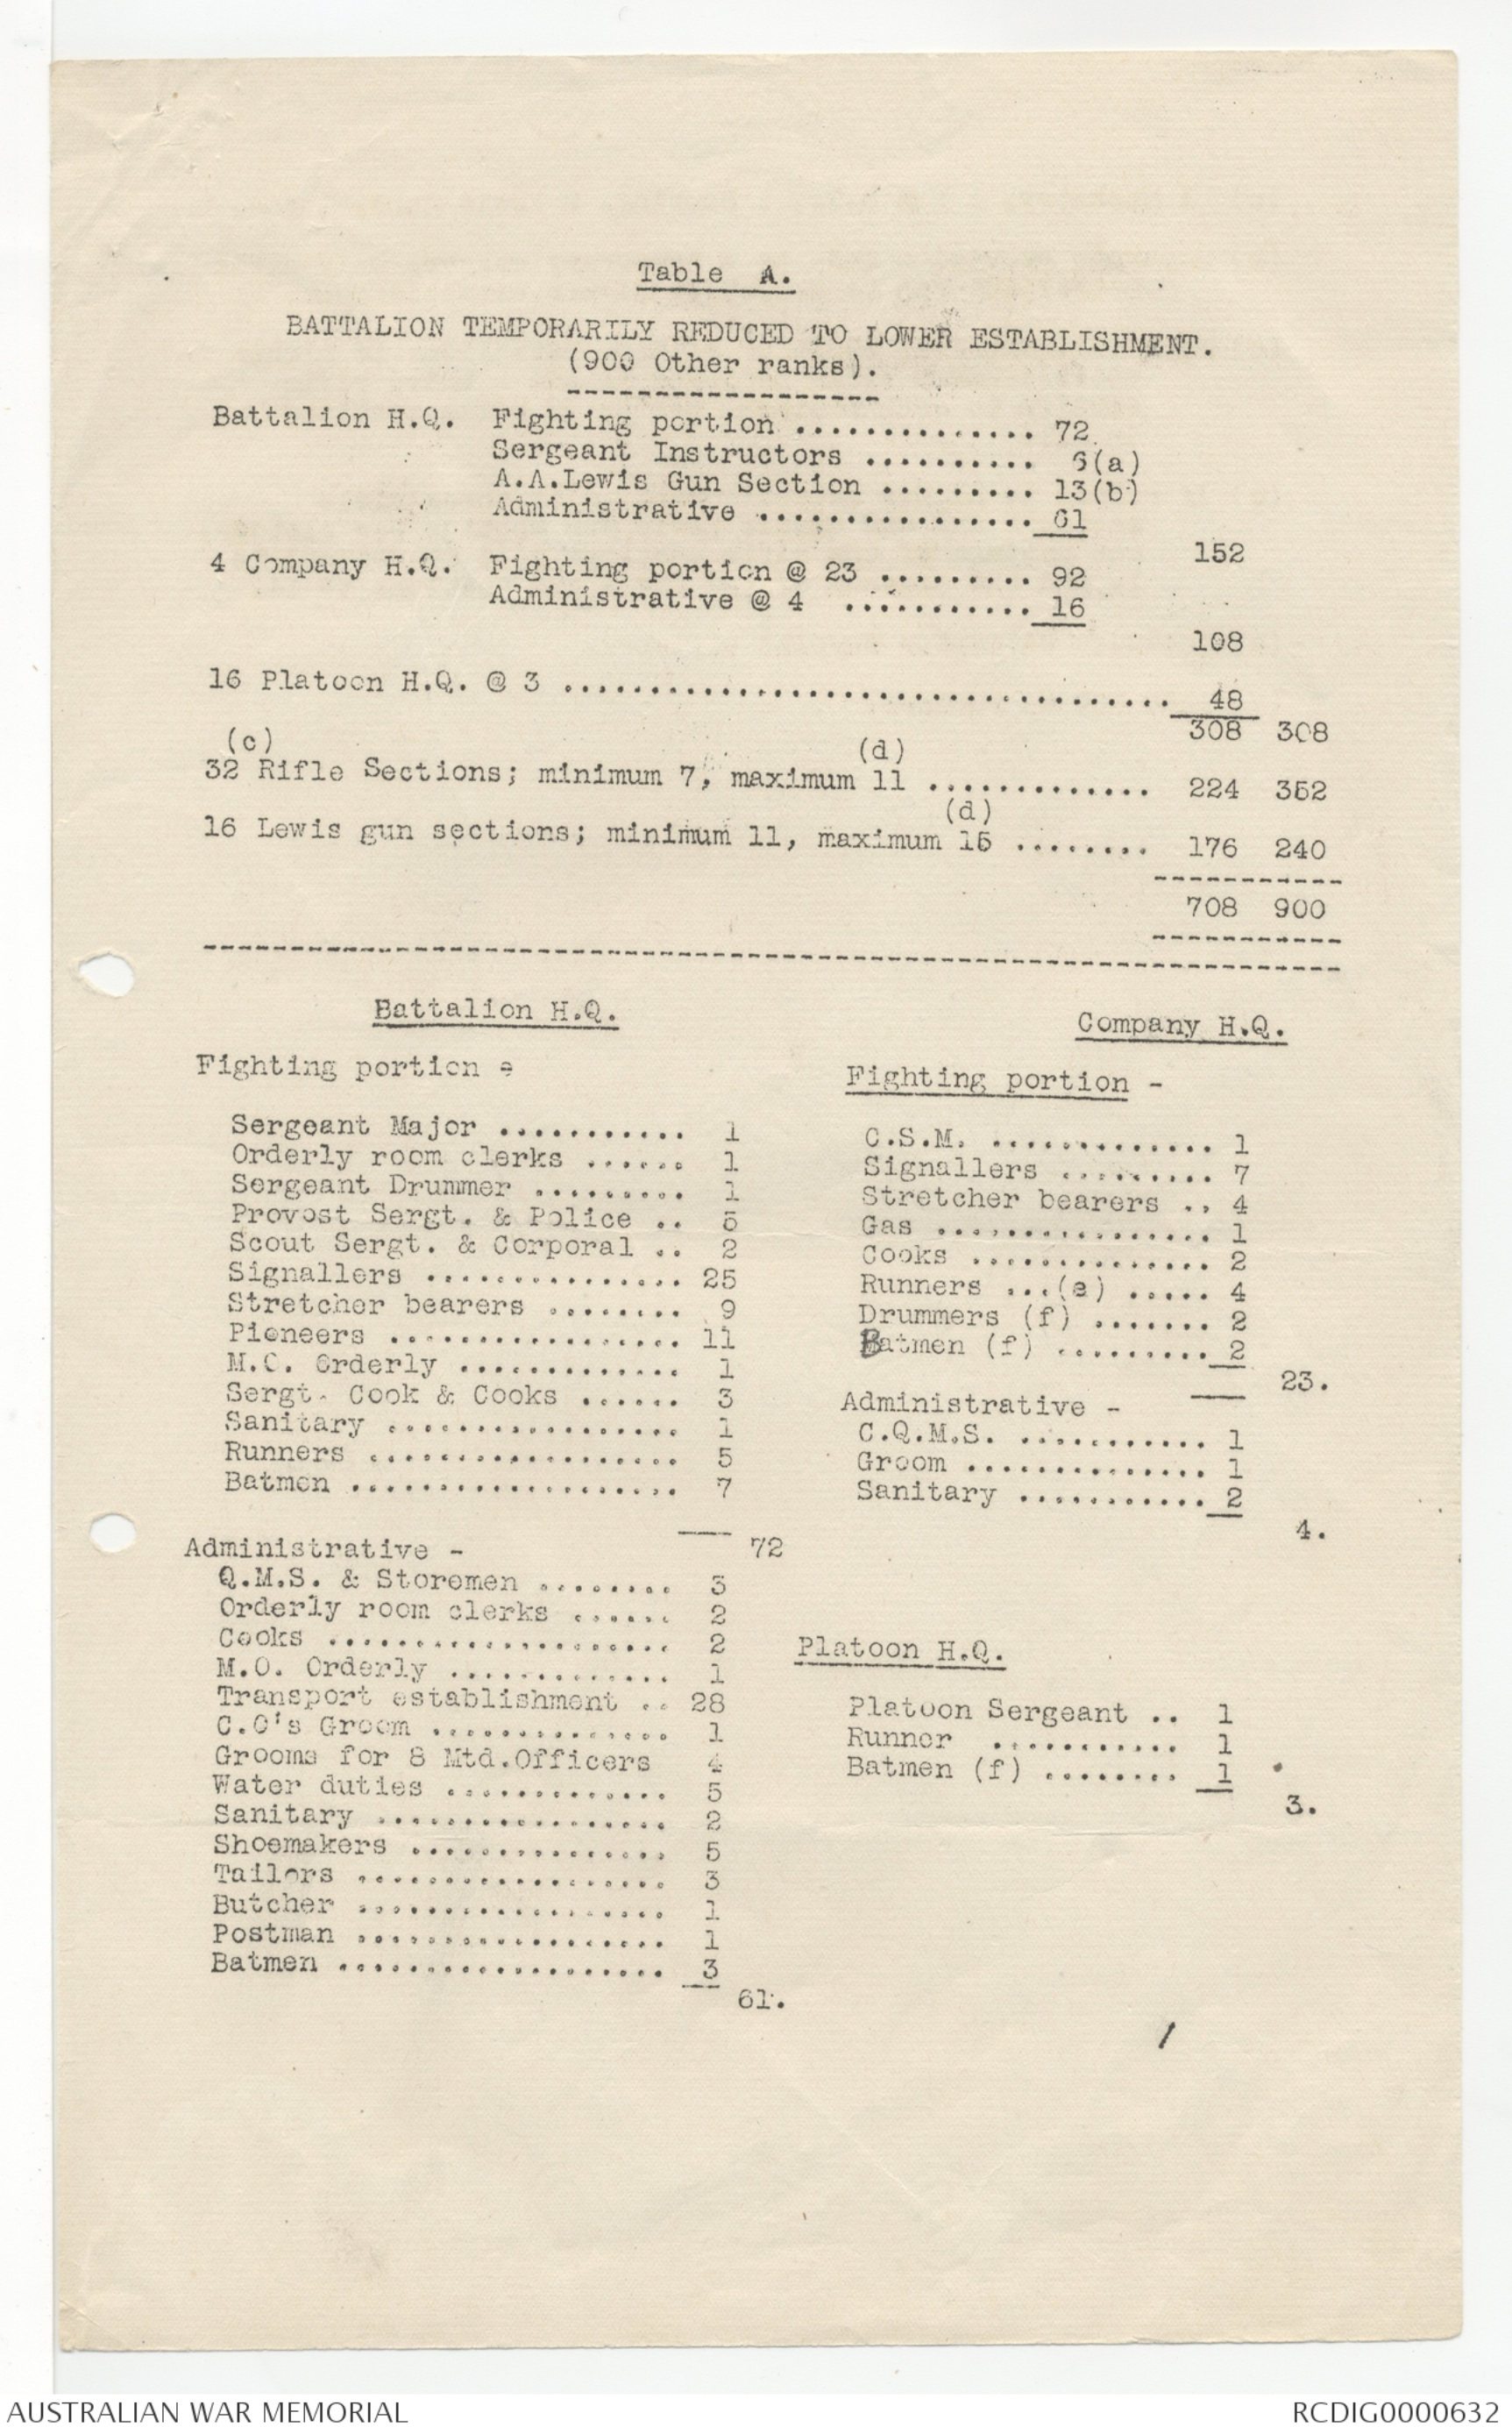 Table A.
BATTALION TEMPORARILY REDUCED TO LOWER ESTABLISHMENT.
(900 Other ranks).
Battalion H.Q. Fighting portion .............. 72
Sergeant Instructors .......... 6(a)
A.A.Lewis Gun Section ......... 13(b)
Administrative ................ 61
152
4 Company H.Q. Fighting portion @ 23 ......... 92
Administrative @ 4 ........... 16
108
16 Platoon H.Q. @ 3 ................................... 48
308 308
(c) (d)
32 Rifle Sections; minimum 7, maximum 11 ............. 224 352
(d)
16 Lewis gun sections; minimum 11, maximum 15 ........ 176 240
708 900
Battalion H.Q.
Fighting portion -
Sergeant Major ........... 1
Orderly room clerks ...... 1
Sergeant Drummer ......... 1
Provost Sergt. & Police .. 5
Scout Sergt. & Corporal .. 2
Signallers ............... 25
Stretcher bearers ........ 9
Pioneers ................. 11
M.O. Orderly ............. 1
Sergt. Cook & Cooks ...... 3
Sanitary ................. 1
Runners .................. 5
Batmen ................... 7
72
Administrative -
Q.M.S. & Storemen ........ 3
Orderly room clerks ...... 2
Cooks .................... 2
M.O. Orderly ............. 1
Transport establishment .. 28
C.O's Groom .............. 1
Grooms for 8 Mtd.Officers 4
Water duties ............. 5
Sanitary ................. 2
Shoemakers ............... 5
Tailors .................. 3
Butcher .................. 1
Postman .................. 1
Batmen ................... 3
61.
Company H.Q.
Fighting portion -
C.S.M. ............. 1
Signallers ......... 7
Stretcher bearers .. 4
Gas ................ 1
Cooks .............. 2
Runners ...(e) ..... 4
Drummers (f) ....... 2
Batmen (f) ......... 2
23.
Administrative -
C.Q.M.S. ........... 1
Groom .............. 1
Sanitary ........... 2
4.
Platoon H.Q.
Platoon Sergeant .. 1
Runner ........... 1
Batmen (f) ........ 1
3.
AUSTRALIAN WAR MEMORIAL
RCDIG0000632